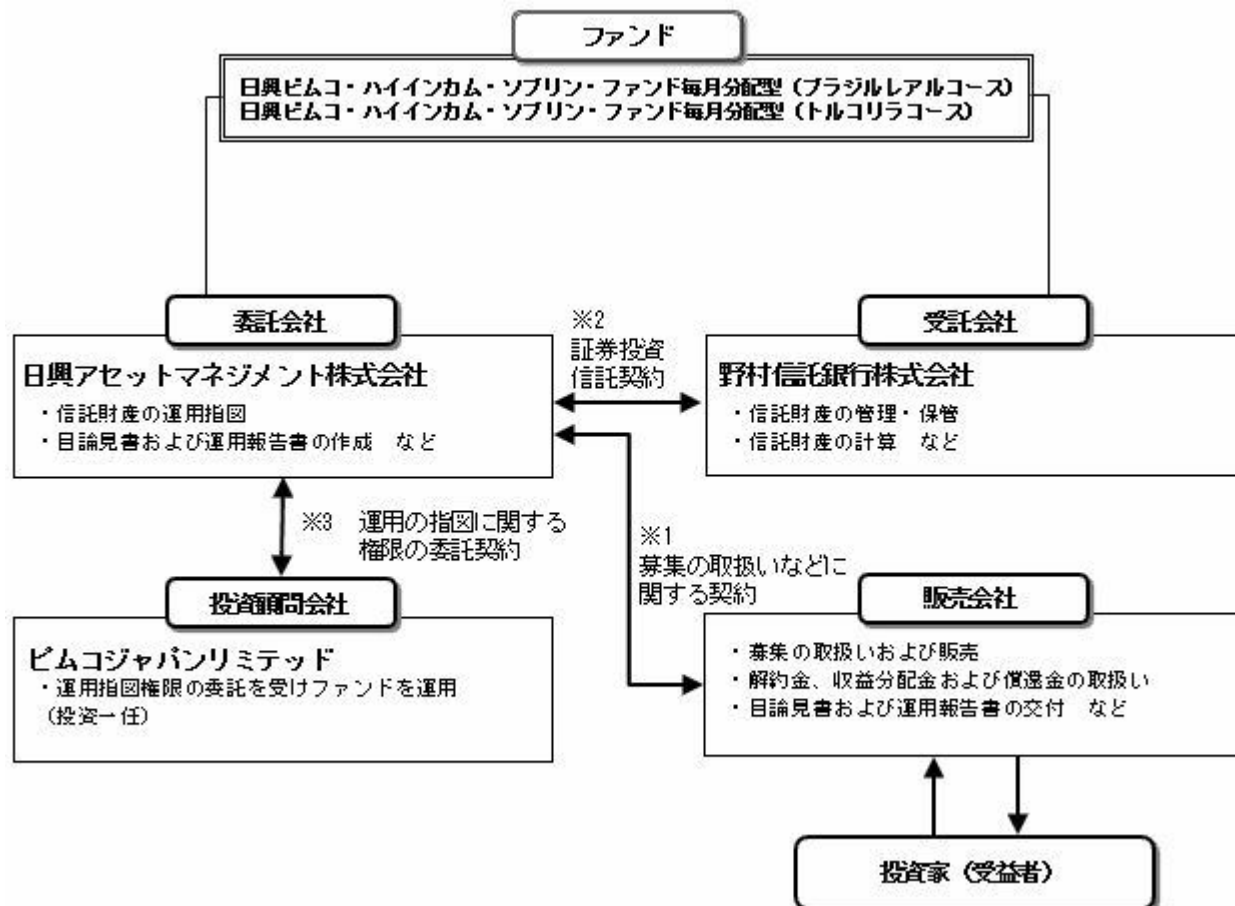 ファンド
日興ピムコ・ハイインカム・ソブリン・ファンド毎月分配型（ブラジルレアルコース）
日興ピムコ・ハイインカム・ソブリン・ファンド毎月分配型（トルコリラコース）
委託会社
日興アセットマネジメント株式会社
・信託財産の運用指図
・目論見書および運用報告書の作成　など
※2
証券投資
信託契約
受託会社
野村信託銀行株式会社
・信託財産の管理・保管
・信託財産の計算　など
※3　運用の指図に関する
権限の委託契約
※1
募集の取扱いなどに
関する契約
投資顧問会社
ピムコジャパンリミテッド
・運用指図権限の委託を受けファンドを運用
（投資一任）
販売会社
・募集の取扱いおよび販売
・解約金、収益分配金および償還金の取扱い
・目論見書および運用報告書の交付　など
投資家（受益者）